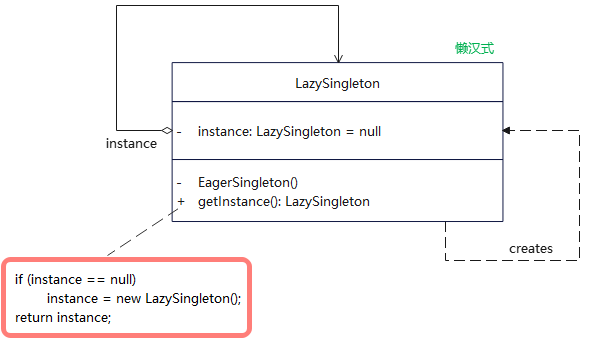 懒汉式
LazySingleton
- instance: LazySingleton = null
instance
- EagerSingleton()
+ getInstance(): LazySingleton
creates
if (instance == null)
instance = new LazySingleton();
return instance;